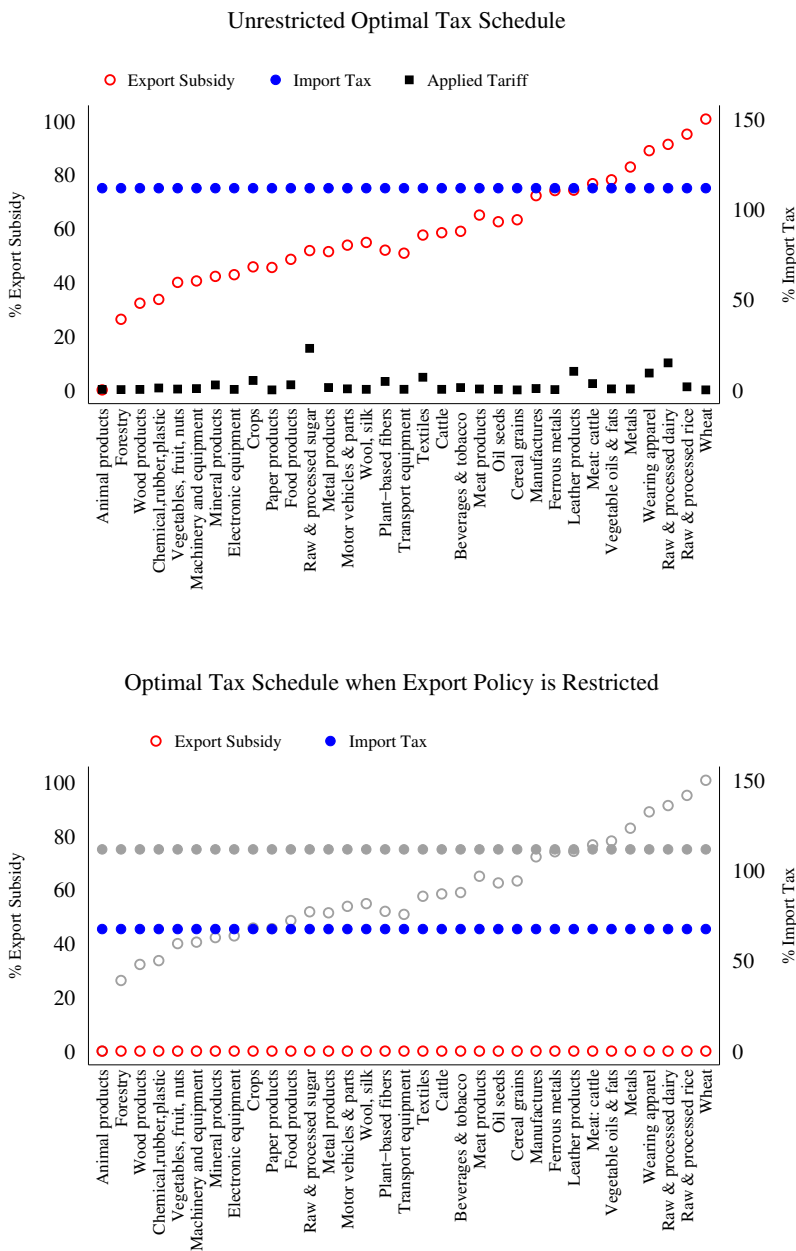 Unrestricted Optimal Tax Schedule
Export Subsidy
Import Tax
Applied Tariff
% Export Subsidy
100
80
60
40
20
0
% Import Tax
150
100
50
0
Animal products
Forestry
Wood products
Chemical,rubber,plastic
Vegetables, fruit, nuts
Machinery and equipment
Mineral products
Electronic equipment
Crops
Paper products
Food products
Raw & processed sugar
Metal products
Motor vehicles & parts
Wool, silk
Plant−based fibers
Transport equipment
Textiles
Cattle
Beverages & tobacco
Meat products
Oil seeds
Cereal grains
Manufactures
Ferrous metals
Leather products
Meat: cattle
Vegetable oils & fats
Metals
Wearing apparel
Raw & processed dairy
Raw & processed rice
Wheat
Optimal Tax Schedule when Export Policy is Restricted
Export Subsidy
Import Tax
% Export Subsidy
100
80
60
40
20
0
% Import Tax
150
100
50
0
Animal products
Forestry
Wood products
Chemical,rubber,plastic
Vegetables, fruit, nuts
Machinery and equipment
Mineral products
Electronic equipment
Crops
Paper products
Food products
Raw & processed sugar
Metal products
Motor vehicles & parts
Wool, silk
Plant−based fibers
Transport equipment
Textiles
Cattle
Beverages & tobacco
Meat products
Oil seeds
Cereal grains
Manufactures
Ferrous metals
Leather products
Meat: cattle
Vegetable oils & fats
Metals
Wearing apparel
Raw & processed dairy
Raw & processed rice
Wheat